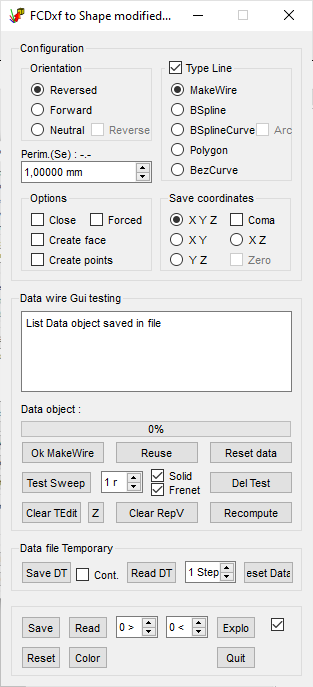 FCDxf to Shape modified...
Configuration
Orientation
Type Line
Reversed
MakeWire
Forward
BSpline
Neutral Reverse
BSplineCurve Arc
Perim.(Se) : -.-
Polygon
1,00000 mm
BezCurve
Options
Save coordinates
Close Forced
X Y Z Coma
Create face
X Y X Z
Create points
Y Z Zero
Data wire Gui testing
List Data object saved in file
Data object :
0%
Ok MakeWire Reuse Reset data
Test Sweep 1 r Solid Frenet Del Test
Clear TEdit Z Clear RepV Recompute
Data file Temporary
Save DT Cont. Read DT 1 Step eset Data
Save Read 0 > 0 < Explo
Reset Color Quit